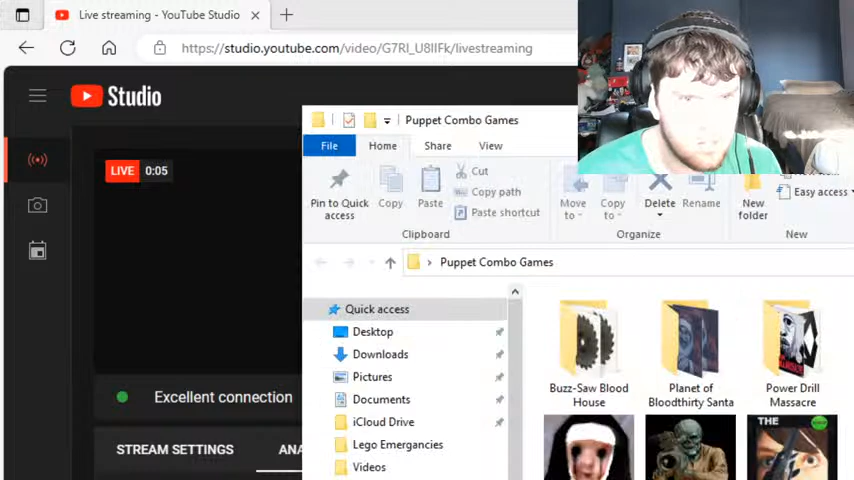 Live streaming - YouTube Studio
https://studio.youtube.com/video/G7RI_U8lIFk/livestreaming
Studio
LIVE 0:05
Excellent connection
STREAM SETTINGS
ANA
Puppet Combo Games
File Home Share View
Pin to Quick access
Copy
Paste
Cut
Copy path
Paste shortcut
Clipboard
Move to
Copy to
Delete
Rename
Organize
New folder
Easy access
New
Puppet Combo Games
Quick access
Desktop
Downloads
Pictures
Documents
iCloud Drive
Lego Emergancies
Videos
Buzz-Saw Blood House
Planet of Bloodthirty Santa
Power Drill Massacre
THE